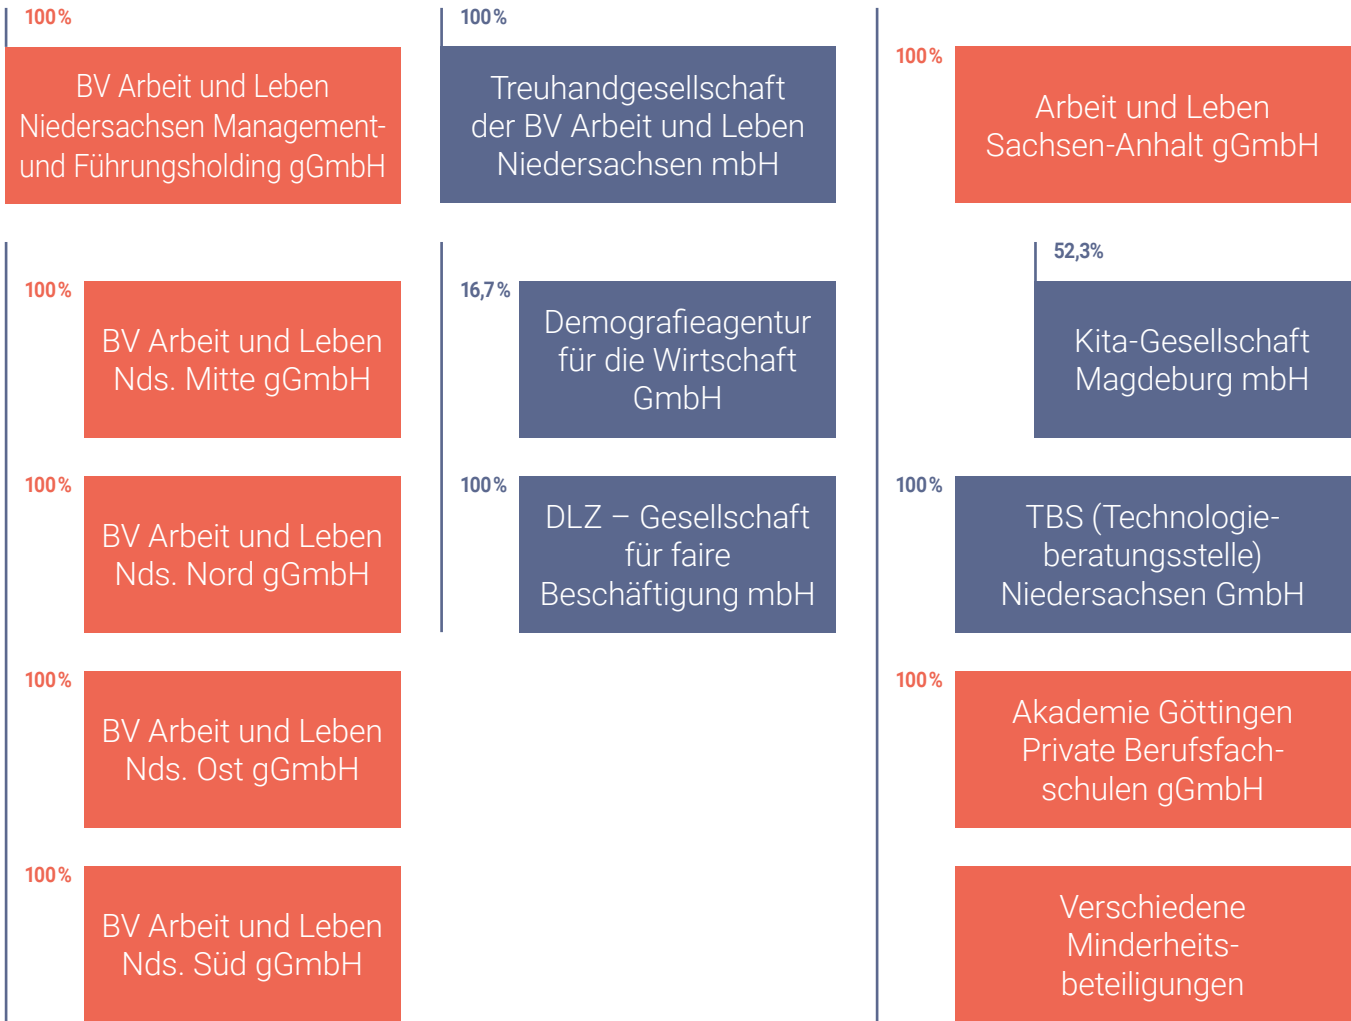 100%
BV Arbeit und Leben
Niedersachsen Management-
und Führungsholding gGmbH
100%
BV Arbeit und Leben
Nds. Mitte gGmbH
100%
BV Arbeit und Leben
Nds. Nord gGmbH
100%
BV Arbeit und Leben
Nds. Ost gGmbH
100%
BV Arbeit und Leben
Nds. Süd gGmbH
100%
Treuhandgesellschaft
der BV Arbeit und Leben
Niedersachsen mbH
16,7%
Demografieagentur
für die Wirtschaft
GmbH
100%
DLZ – Gesellschaft
für faire
Beschäftigung mbH
100%
Arbeit und Leben
Sachsen-Anhalt gGmbH
52,3%
Kita-Gesellschaft
Magdeburg mbH
100%
TBS (Technologie-
beratungsstelle)
Niedersachsen GmbH
100%
Akademie Göttingen
Private Berufsfach-
schulen gGmbH
Verschiedene
Minderheits-
beteiligungen